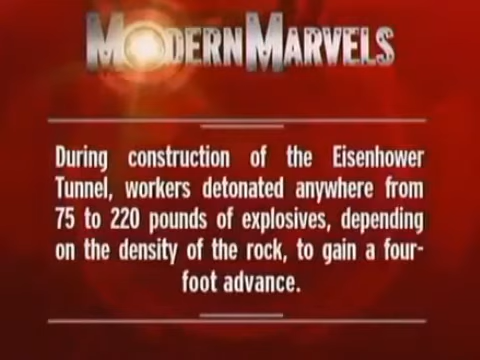 Modern Marvels
During construction of the Eisenhower
Tunnel, workers detonated anywhere from
75 to 220 pounds of explosives, depending
on the density of the rock, to gain a four-
foot advance.